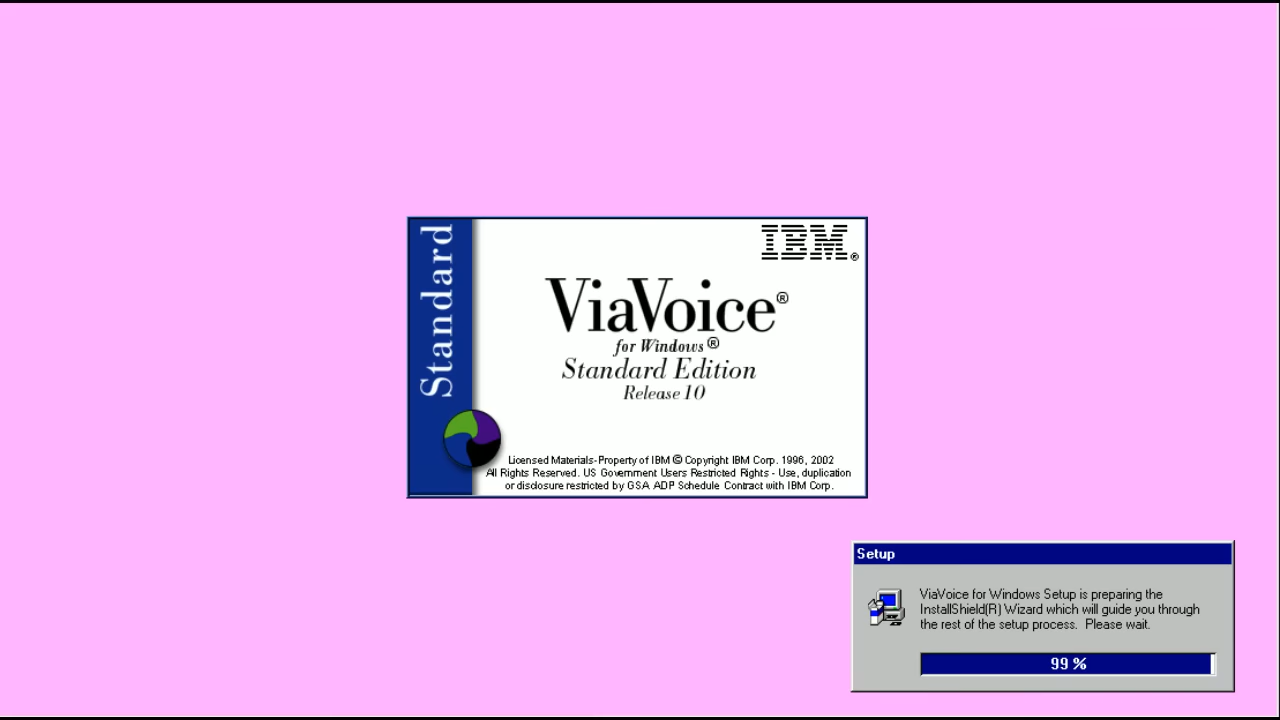 Standard
IBM®
ViaVoice®
for Windows®
Standard Edition
Release 10
Licensed Materials-Property of IBM © Copyright IBM Corp. 1996, 2002
All Rights Reserved. US Government Users Restricted Rights - Use, duplication
or disclosure restricted by GSA ADP Schedule Contract with IBM Corp.
Setup
ViaVoice for Windows Setup is preparing the
InstallShield(R) Wizard which will guide you through
the rest of the setup process. Please wait.
99 %